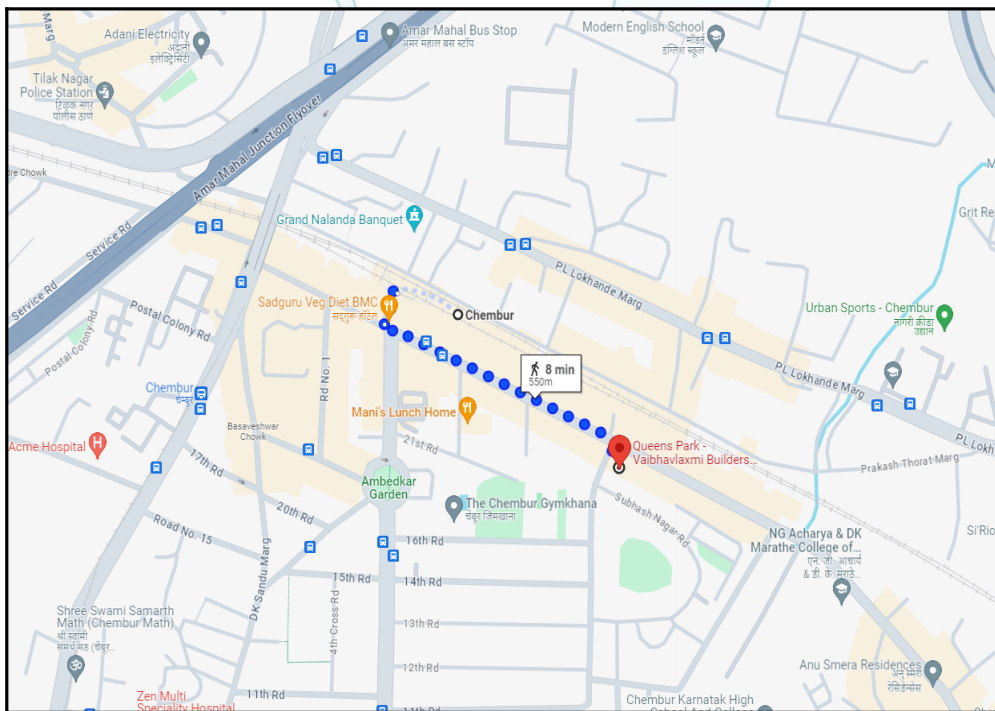 Adani Electricity
अदानी
इलेक्ट्रिसिटी
Amar Mahal Bus Stop
अमर महाल बस स्टॉप
Modern English School
मॉडर्न
इंग्लिश स्कूल
Tilak Nagar
Police Station
टिळक नगर
पोलीस ठाणे
Amar Mahal Junction Flyover
Service Rd
Service Rd
Grand Nalanda Banquet
PL Lokhande Marg
Grit Re
Sadguru Veg Diet BMC
सद्गुरू हॉटेल
Chembur
Urban Sports - Chembur
नागरी क्रीडा
उद्यान
Postal Colony Rd
Postal Colony Rd
Rd No. 1
8 min
550m
PL Lokhande Marg
Chembur
चेंबूर
Mani's Lunch Home
Basaveshwar
Chowk
21st Rd
Acme Hospital
Queens Park -
Vaibhavlaxmi Builders...
PL Lokh
Prakash Thorat Marg
17th Rd
Ambedkar
Garden
20th Rd
The Chembur Gymkhana
चेंबूर जिमखाना
Subhash Nagar Rd
Road No. 15
16th Rd
NG Acharya & DK
Marathe College of...
एन. जी. आचार्य
& डी. के. मराठे...
DK Sandu Marg
15th Rd
14th Rd
4th Cross Rd
13th Rd
Shree Swami Samarth
Math (Chembur Math)
श्री स्वामी
समर्थ मठ (चेंबूर...
12th Rd
Anu Smera Residences
अनु स्मेरा
रेसिडेन्सेस
11th Rd
Zen Multi
Speciality Hospital
11th Rd
Chembur Karnatak High
School And College